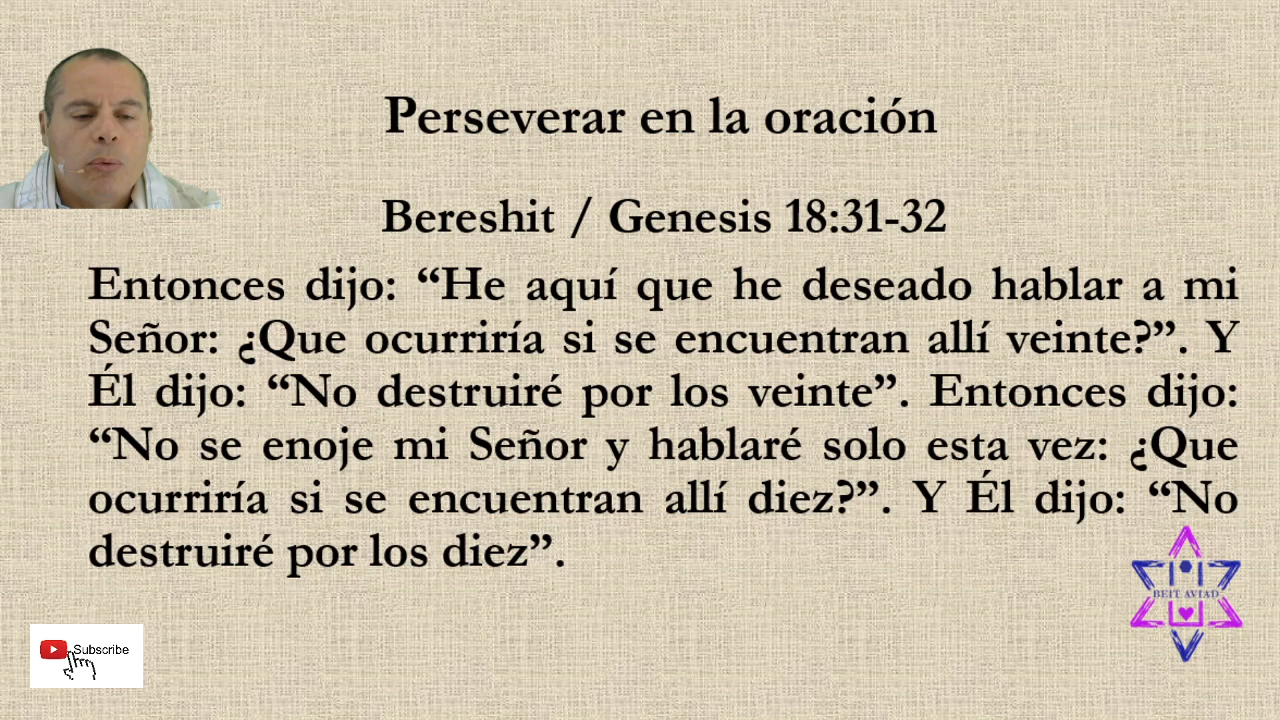 Perseverar en la oración
Bereshit / Genesis 18:31-32
Entonces dijo: “He aquí que he deseado hablar a mi
Señor: ¿Que ocurriría si se encuentran allí veinte?”. Y
Él dijo: “No destruiré por los veinte”. Entonces dijo:
“No se enoje mi Señor y hablaré solo esta vez: ¿Que
ocurriría si se encuentran allí diez?”. Y Él dijo: “No
destruiré por los diez”.
BEIT AVIAD
Subscribe